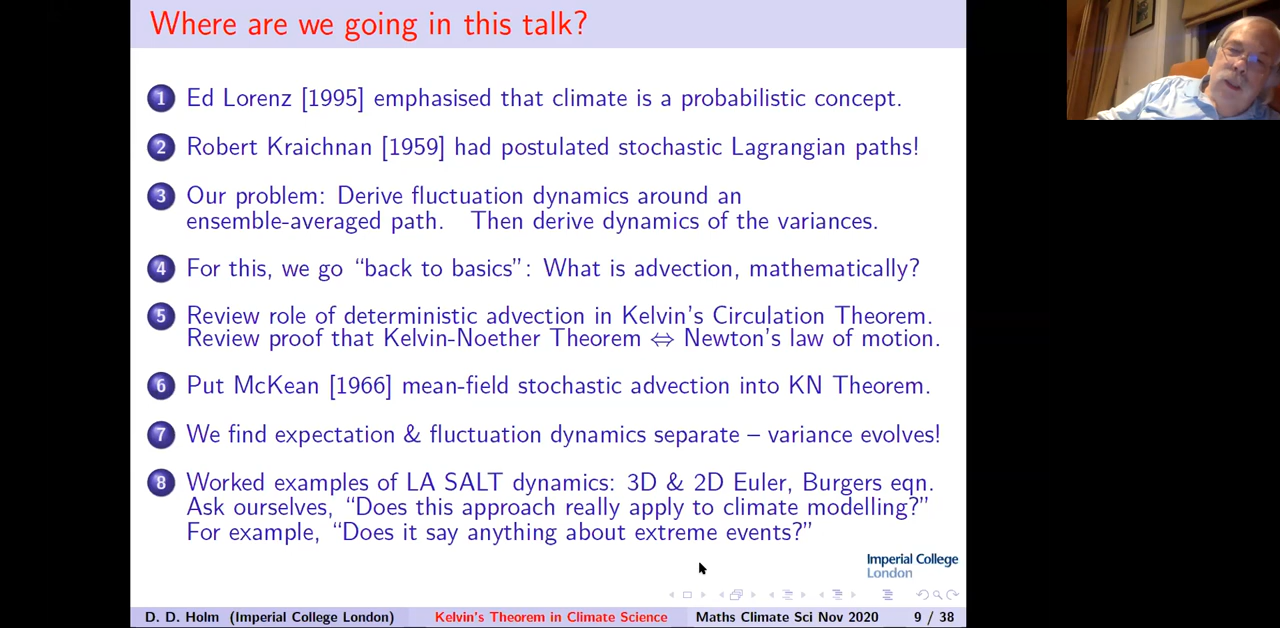 Where are we going in this talk?
1 Ed Lorenz [1995] emphasised that climate is a probabilistic concept.
2 Robert Kraichnan [1959] had postulated stochastic Lagrangian paths!
3 Our problem: Derive fluctuation dynamics around an
ensemble-averaged path. Then derive dynamics of the variances.
4 For this, we go “back to basics”: What is advection, mathematically?
5 Review role of deterministic advection in Kelvin's Circulation Theorem.
Review proof that Kelvin-Noether Theorem ⇔ Newton's law of motion.
6 Put McKean [1966] mean-field stochastic advection into KN Theorem.
7 We find expectation & fluctuation dynamics separate – variance evolves!
8 Worked examples of LA SALT dynamics: 3D & 2D Euler, Burgers eqn.
Ask ourselves, “Does this approach really apply to climate modelling?”
For example, “Does it say anything about extreme events?”
Imperial College
London
D. D. Holm (Imperial College London) Kelvin's Theorem in Climate Science Maths Climate Sci Nov 2020 9 / 38